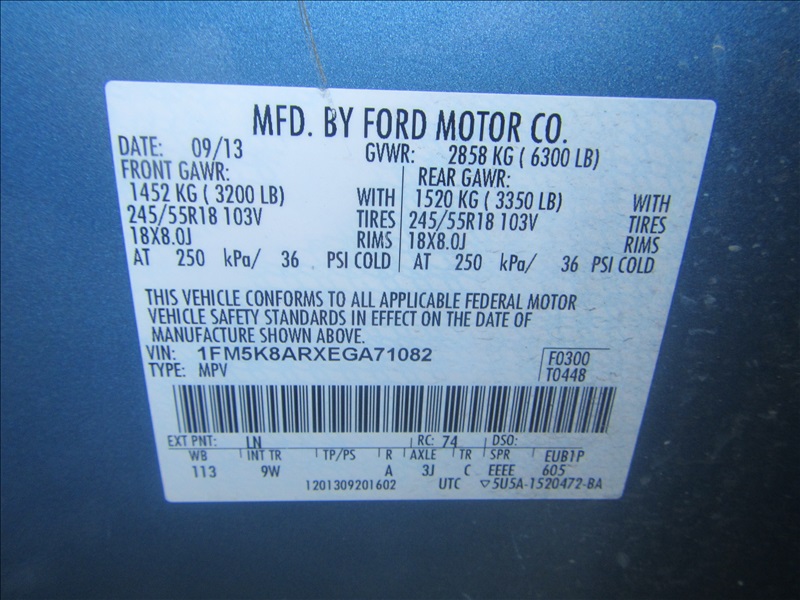 MFD. BY FORD MOTOR CO.
DATE: 09/13 GVWR: 2858 KG ( 6300 LB)
FRONT GAWR: REAR GAWR:
1452 KG ( 3200 LB) WITH 1520 KG ( 3350 LB) WITH
245/55R18 103V TIRES 245/55R18 103V TIRES
18X8.0J RIMS 18X8.0J RIMS
AT 250 kPa/ 36 PSI COLD AT 250 kPa/ 36 PSI COLD
THIS VEHICLE CONFORMS TO ALL APPLICABLE FEDERAL MOTOR
VEHICLE SAFETY STANDARDS IN EFFECT ON THE DATE OF
MANUFACTURE SHOWN ABOVE.
VIN: 1FM5K8ARXEGA71082 F0300
TYPE: MPV T0448
EXT PNT: LN RC: 74 DSO:
WB INT TR TP/PS R AXLE TR SPR EUB1P
113 9W A 3J C EEEE 605
1201309201602 UTC ▽5U5A-1520472-BA